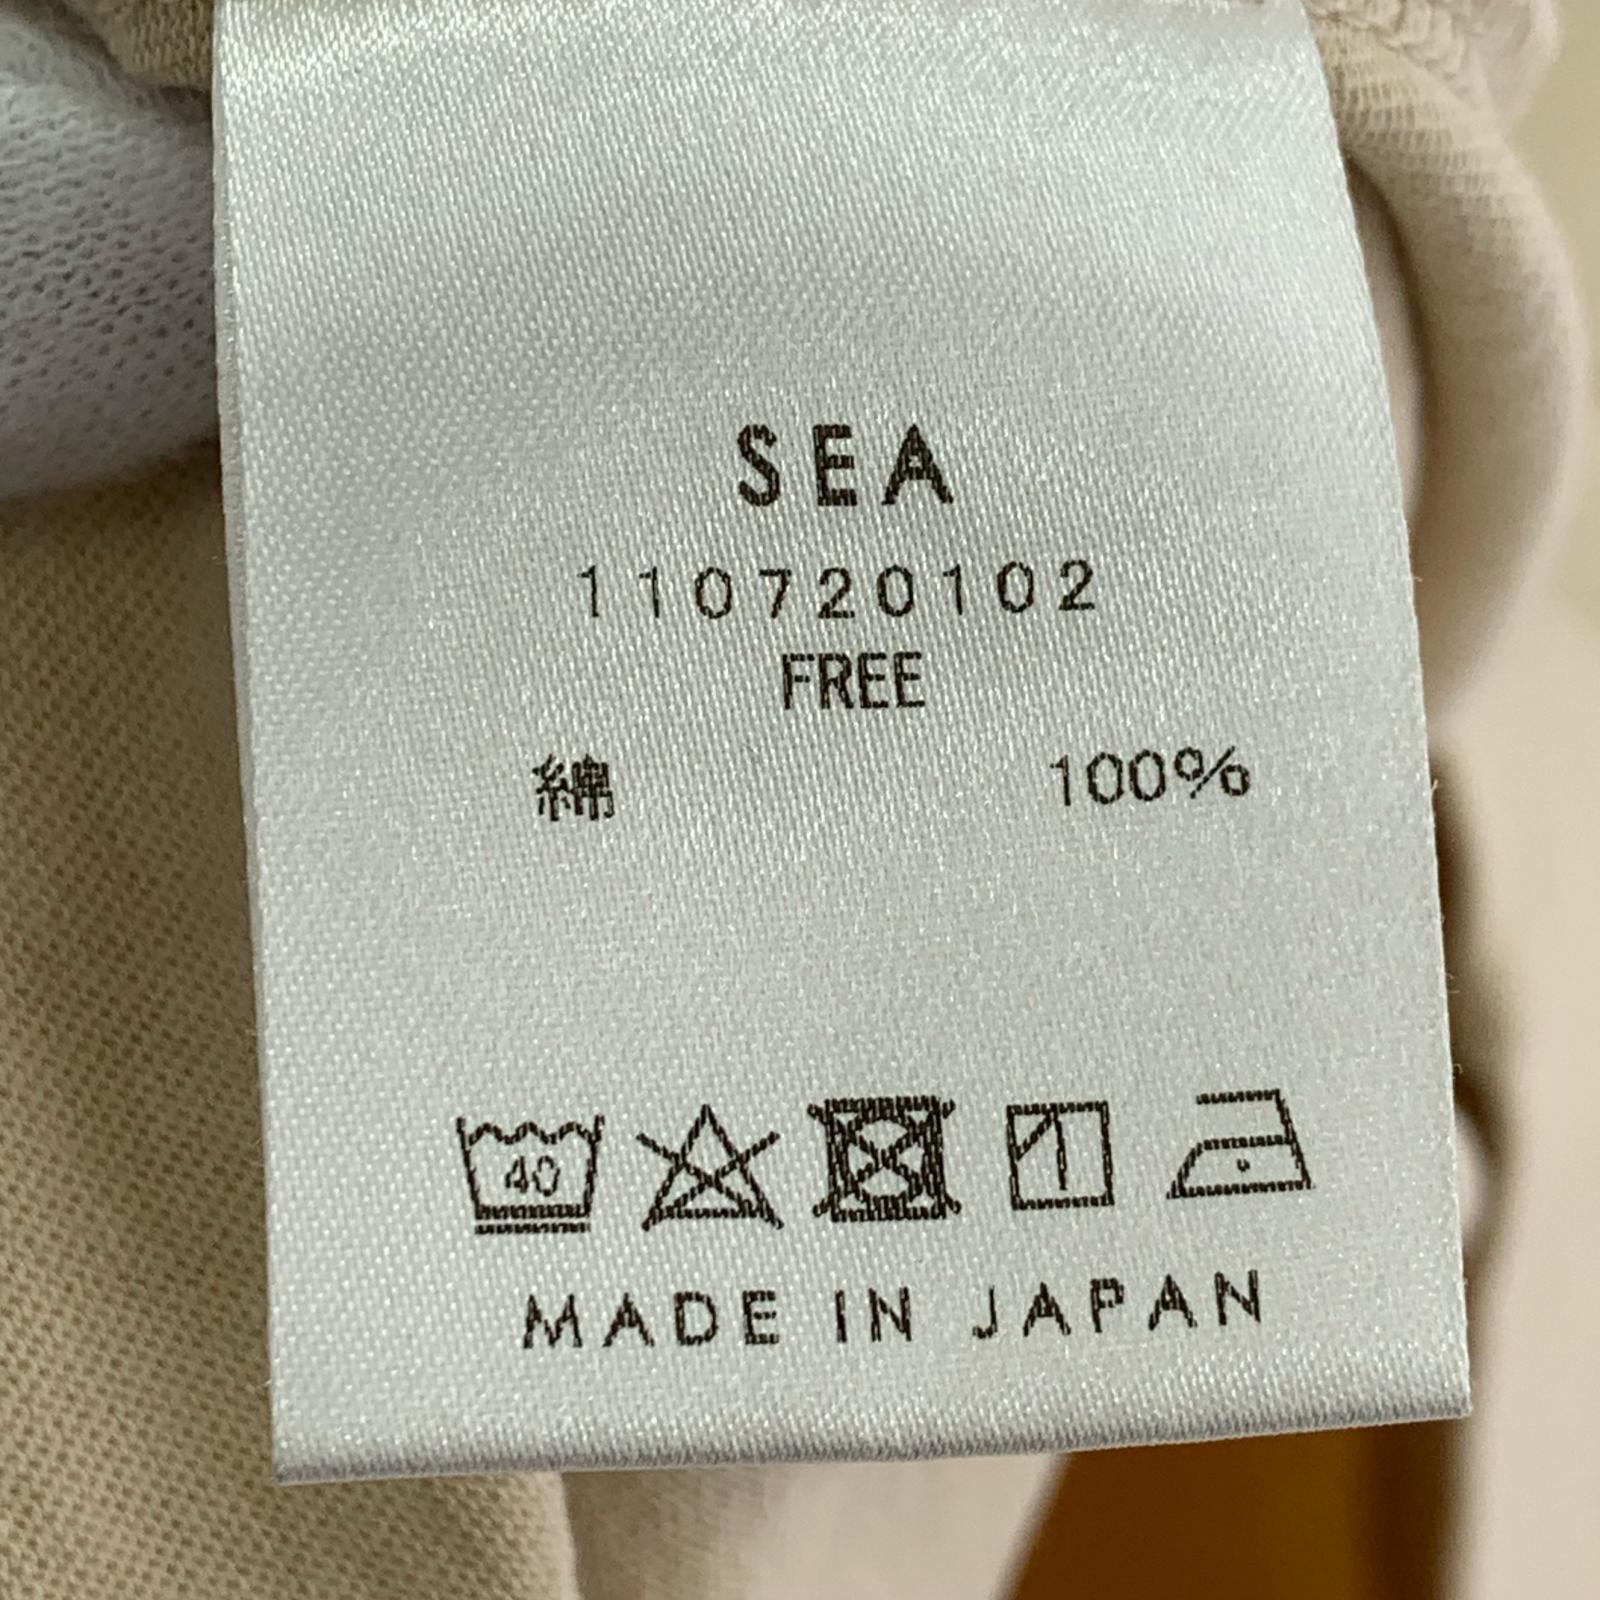 SEA
110720102
FREE
綿 100%
40
MADE IN JAPAN